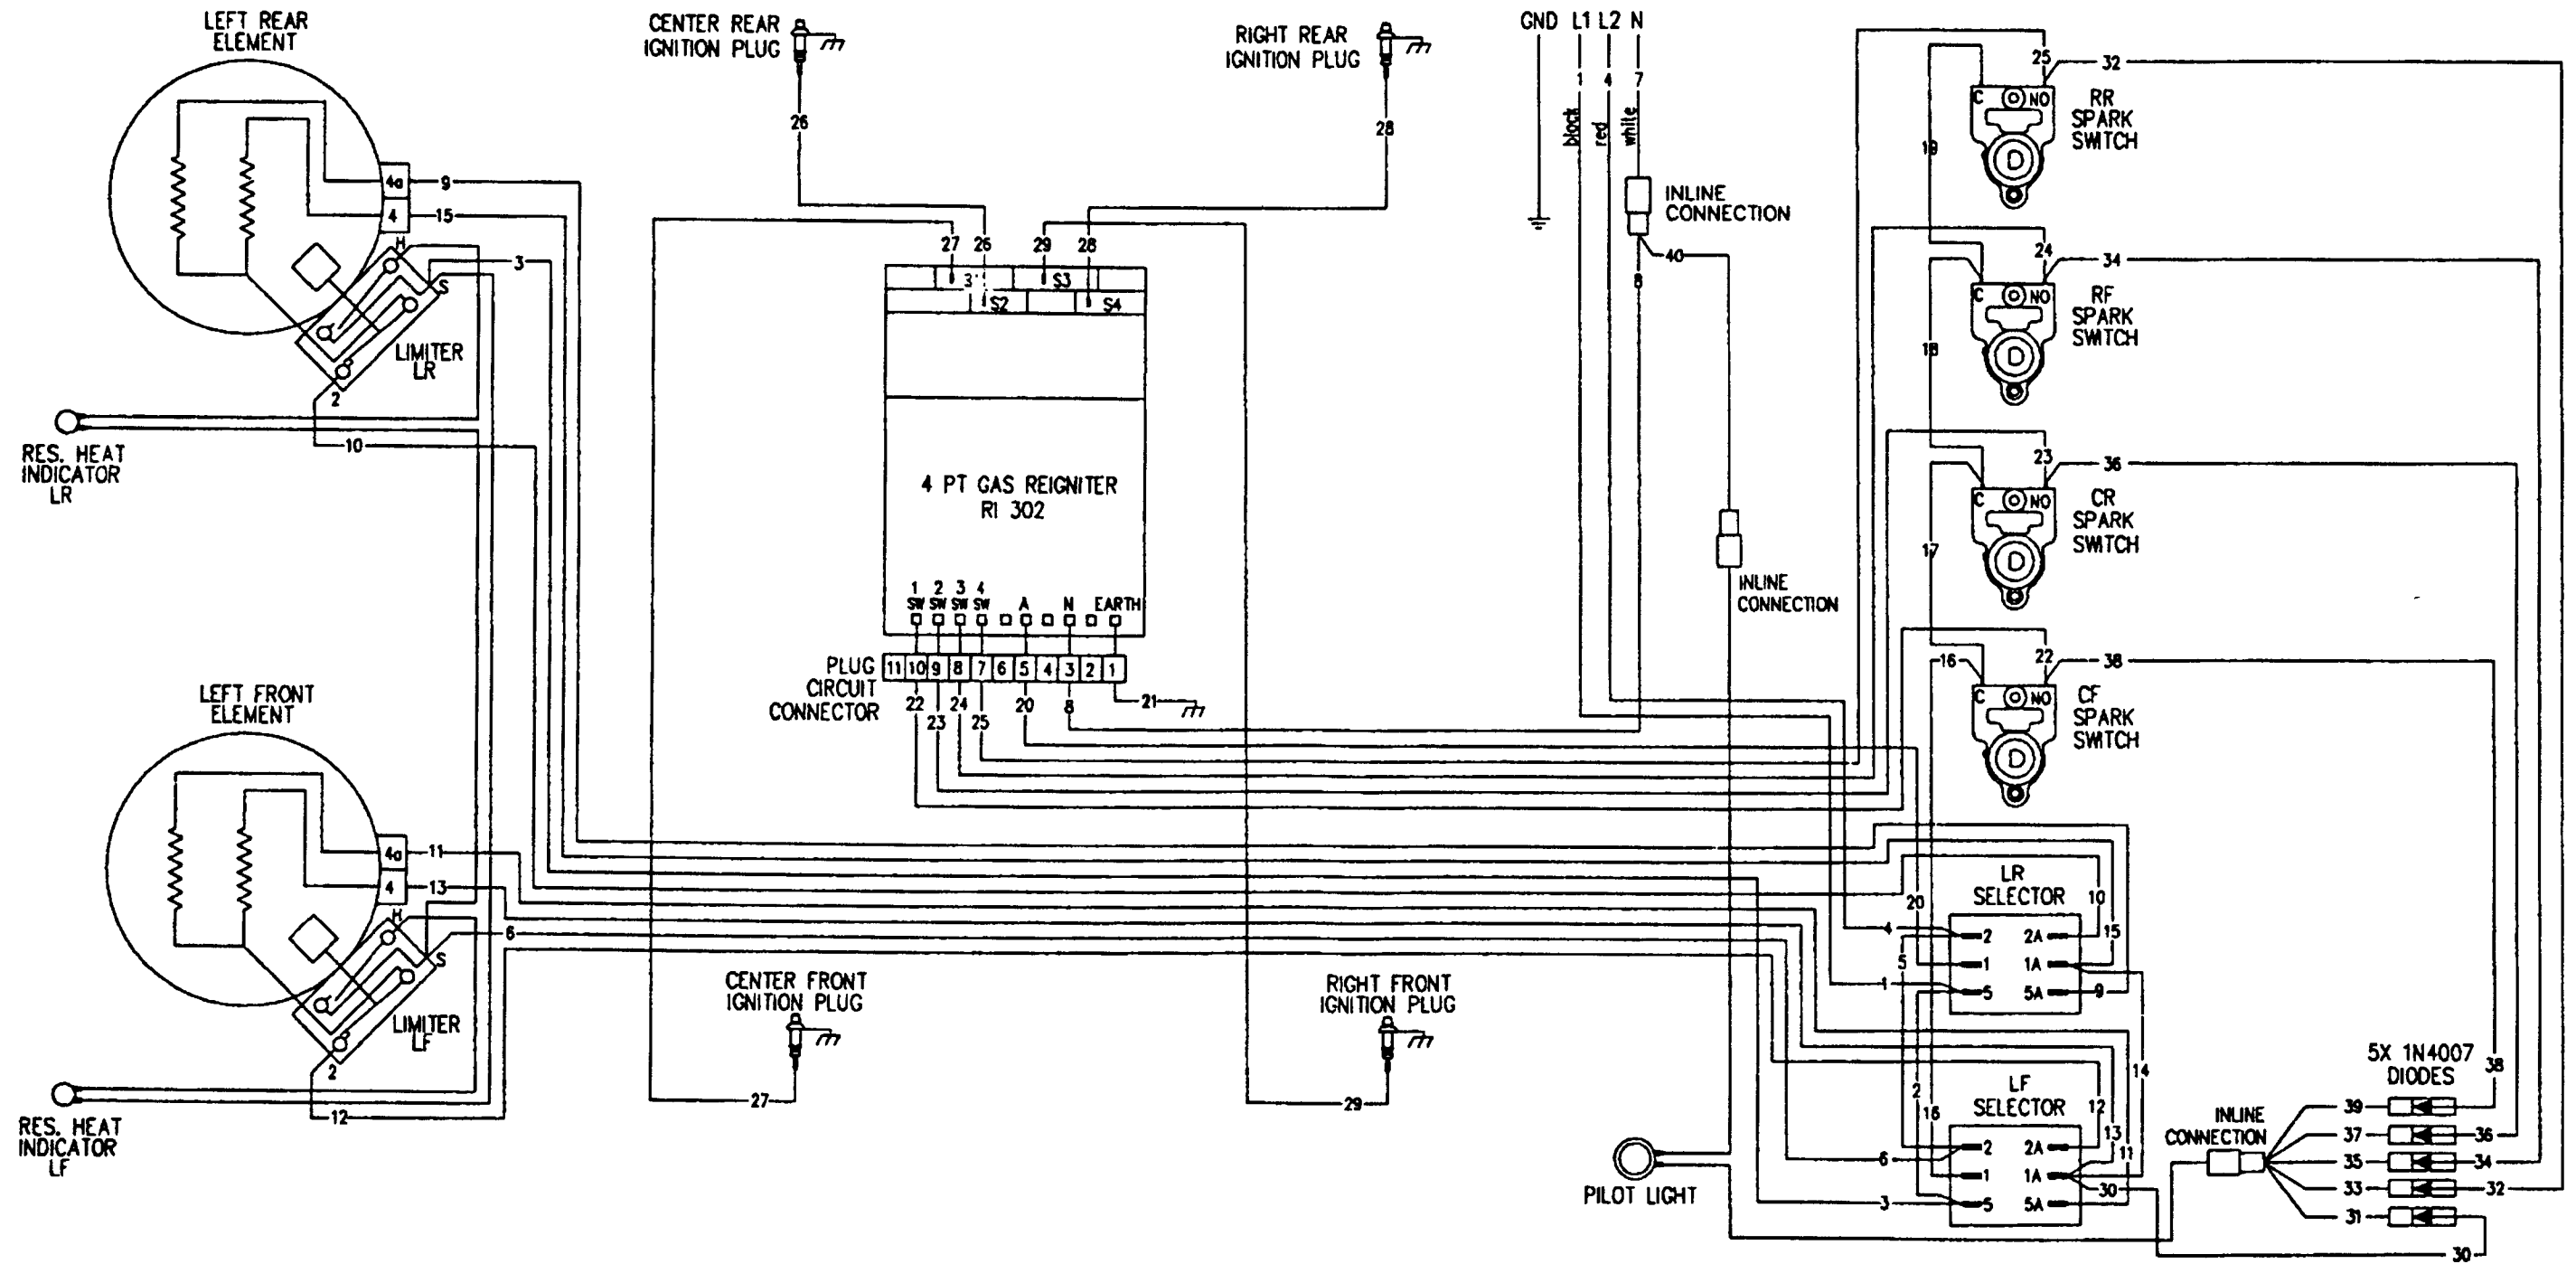 LEFT REAR
ELEMENT
4a
9
4
15
H
3
S
LIMITER
LR
2
10
RES. HEAT
INDICATOR
LR
LEFT FRONT
ELEMENT
4a
11
4
13
H
6
S
LIMITER
LF
2
12
RES. HEAT
INDICATOR
LF
CENTER REAR
IGNITION PLUG
26
RIGHT REAR
IGNITION PLUG
28
27
26
29
28
S3
S2
S4
4 PT GAS REIGNITER
RI 302
1 2 3 4
SW SW SW SW A N EARTH
PLUG
CIRCUIT
CONNECTOR
11 10 9 8 7 6 5 4 3 2 1
22
23
24
25
20
8
21
CENTER FRONT
IGNITION PLUG
27
RIGHT FRONT
IGNITION PLUG
29
GND L1 L2 N
1 4 7
black
red
white
INLINE
CONNECTION
40
8
INLINE
CONNECTION
PILOT LIGHT
25
32
C NO
RR
SPARK
SWITCH
D
19
24
34
C NO
RF
SPARK
SWITCH
D
18
23
36
C NO
CR
SPARK
SWITCH
D
17
16
22
38
C NO
CF
SPARK
SWITCH
D
LR
SELECTOR
20
10
4
2 2A
15
5
1 1A
1
5 5A
9
14
2
16
LF
SELECTOR
12
13
11
2 2A
6
1 1A
30
3
5 5A
5X 1N4007
DIODES
38
INLINE
CONNECTION
39
37
36
35
34
33
32
31
30